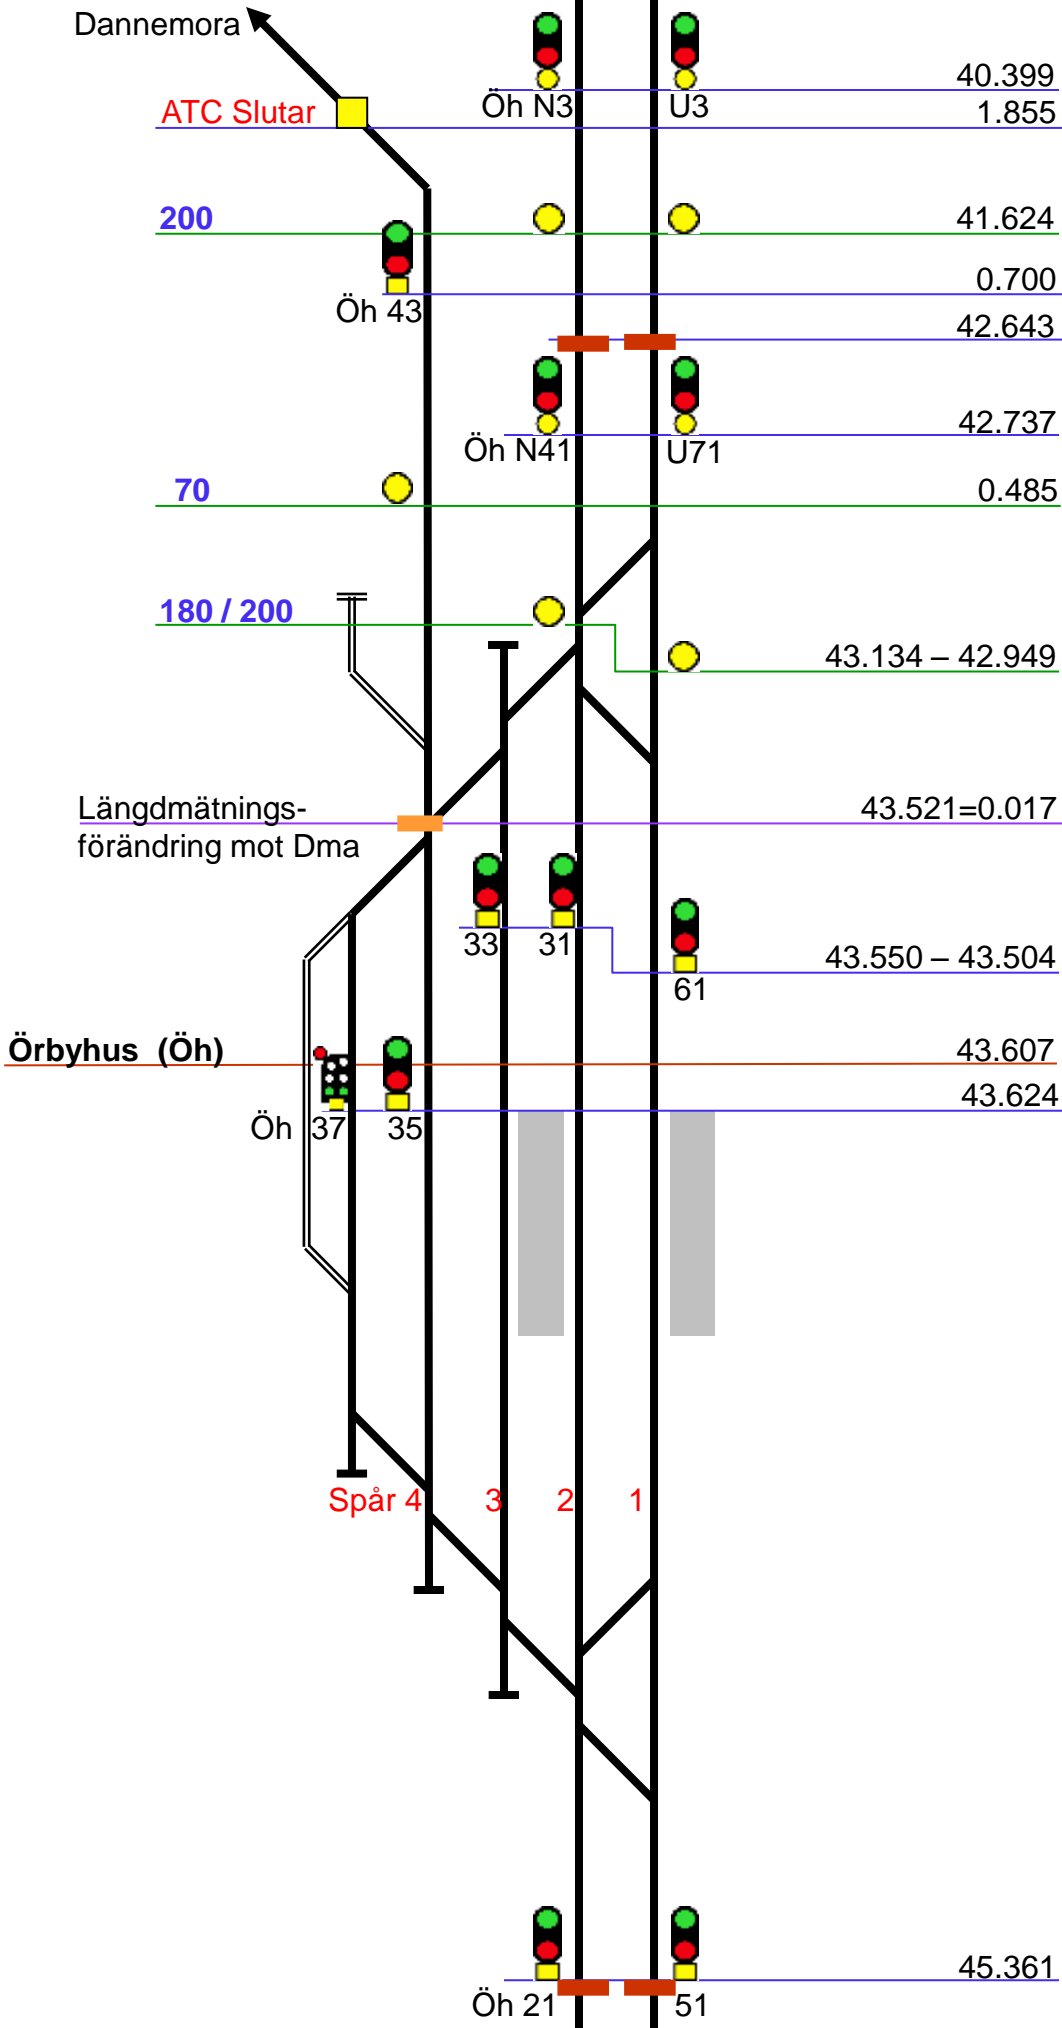 Dannemora
40.399
Öh N3
U3
ATC Slutar
1.855
200
41.624
0.700
Öh 43
42.643
42.737
Öh N41
U71
70
0.485
180 / 200
43.134 – 42.949
Längdmätnings-
förändring mot Dma
43.521=0.017
33
31
43.550 – 43.504
61
Örbyhus (Öh)
43.607
43.624
Öh 37
35
Spår 4
3
2
1
45.361
Öh 21
51